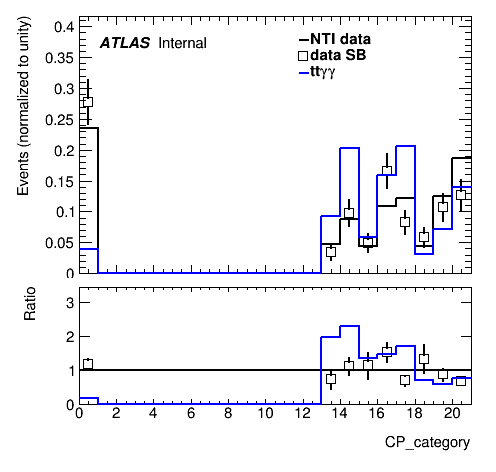 ATLAS Internal
NTI data
data SB
ttγγ
Events (normalized to unity)
0.4
0.35
0.3
0.25
0.2
0.15
0.1
0.05
0
Ratio
3
2
1
0
0 2 4 6 8 10 12 14 16 18 20
CP_category